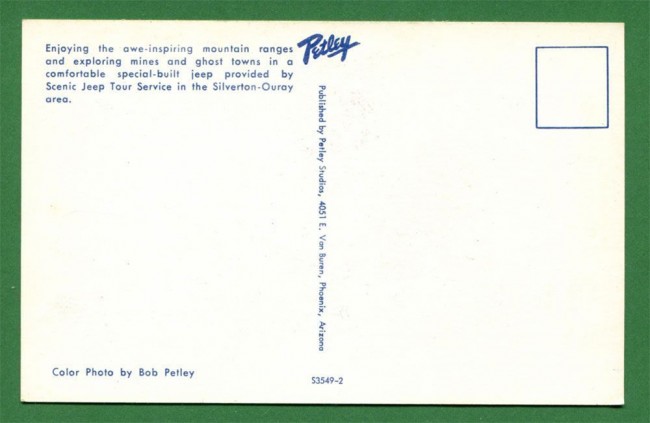 Enjoying the awe-inspiring mountain ranges
and exploring mines and ghost towns in a
comfortable special-built jeep provided by
Scenic Jeep Tour Service in the Silverton-Ouray
area.
Petley
Published by Petley Studios, 4051 E. Van Buren, Phoenix, Arizona
Color Photo by Bob Petley
S3549-2